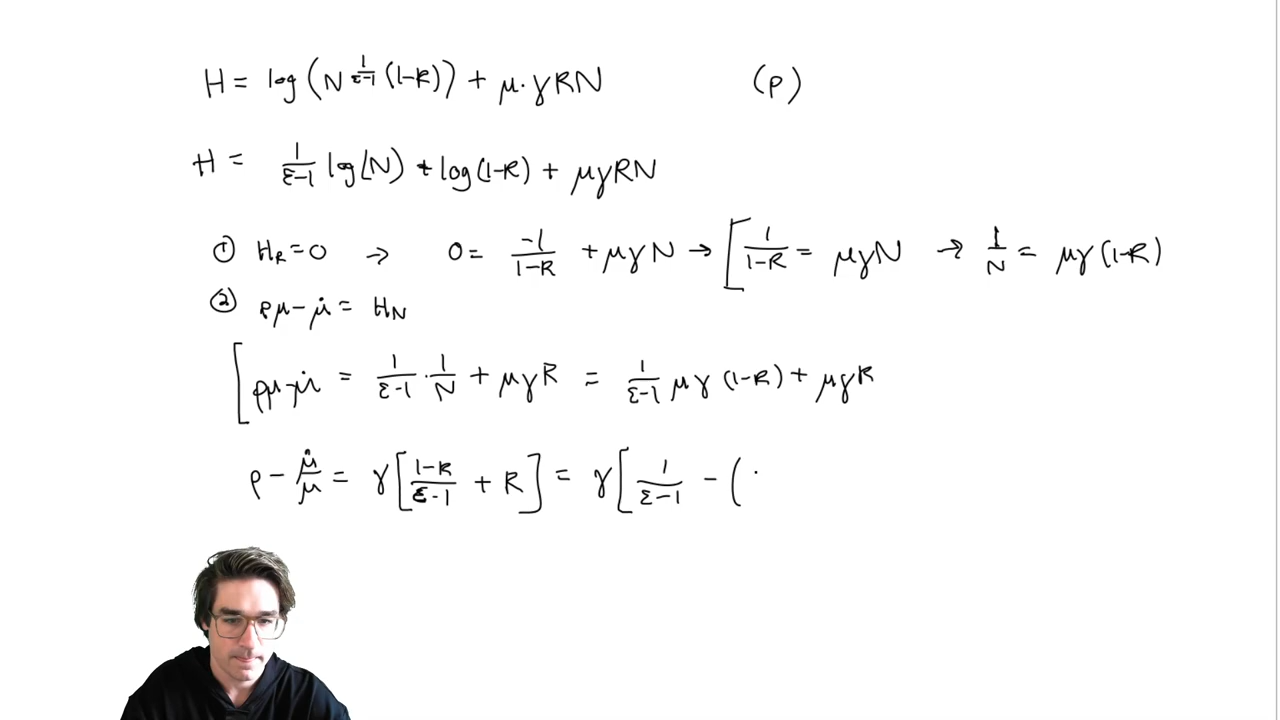 H = log(N^{1/(ε-1)} (1-R)) + μ·γRN (ρ)
H = 1/(ε-1) log(N) + log(1-R) + μγRN
① H_R = 0 → 0 = -1/(1-R) + μγN → [ 1/(1-R) = μγN → 1/N = μγ(1-R)
② ρμ - μ̇ = H_N
[ ρμ - μ̇ = 1/(ε-1) · 1/N + μγR = 1/(ε-1) μγ(1-R) + μγR
ρ - μ̇/μ = γ[ (1-R)/(ε-1) + R ] = γ[ 1/(ε-1) - (